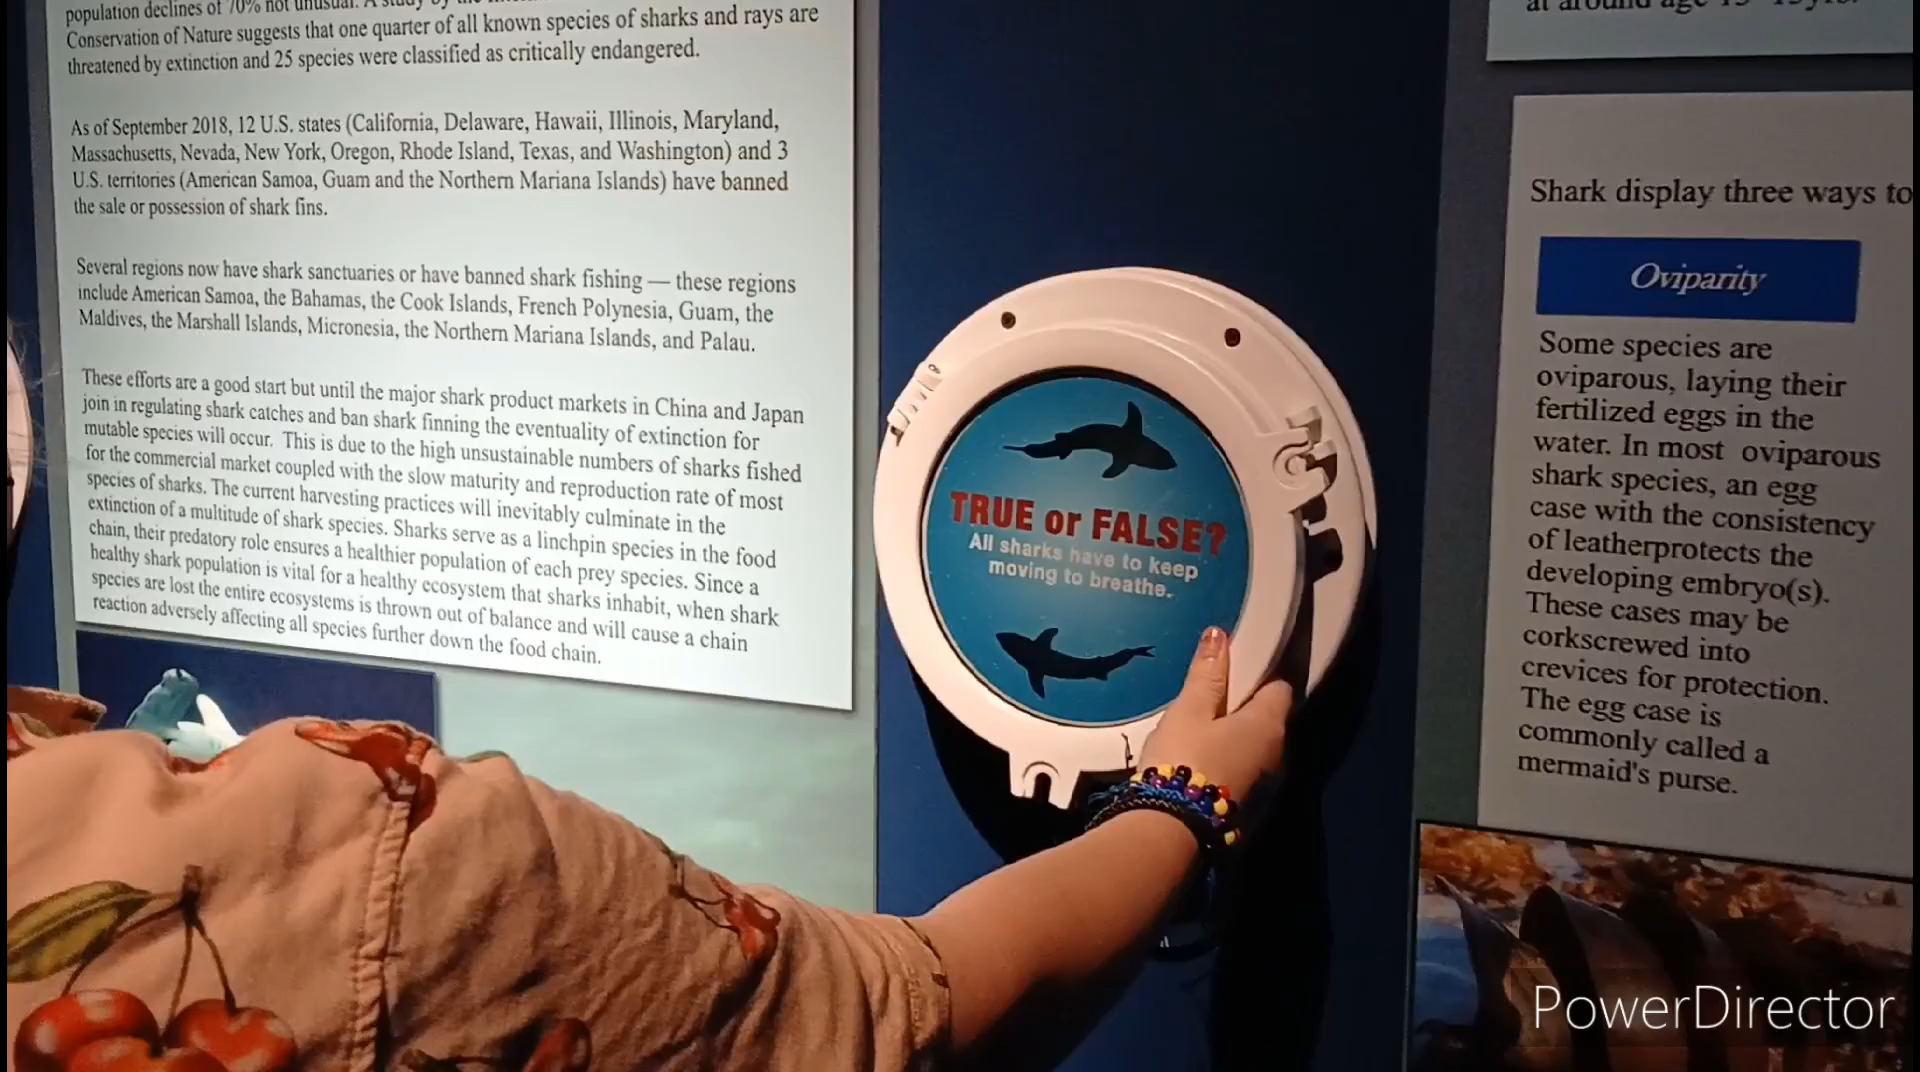 population declines of 70% not unusual. A study by the
Conservation of Nature suggests that one quarter of all known species of sharks and rays are
threatened by extinction and 25 species were classified as critically endangered.
As of September 2018, 12 U.S. states (California, Delaware, Hawaii, Illinois, Maryland,
Massachusetts, Nevada, New York, Oregon, Rhode Island, Texas, and Washington) and 3
U.S. territories (American Samoa, Guam and the Northern Mariana Islands) have banned
the sale or possession of shark fins.
Several regions now have shark sanctuaries or have banned shark fishing — these regions
include American Samoa, the Bahamas, the Cook Islands, French Polynesia, Guam, the
Maldives, the Marshall Islands, Micronesia, the Northern Mariana Islands, and Palau.
These efforts are a good start but until the major shark product markets in China and Japan
join in regulating shark catches and ban shark finning the eventuality of extinction for
mutable species will occur. This is due to the high unsustainable numbers of sharks fished
for the commercial market coupled with the slow maturity and reproduction rate of most
species of sharks. The current harvesting practices will inevitably culminate in the
extinction of a multitude of shark species. Sharks serve as a linchpin species in the food
chain, their predatory role ensures a healthier population of each prey species. Since a
healthy shark population is vital for a healthy ecosystem that sharks inhabit, when shark
species are lost the entire ecosystems is thrown out of balance and will cause a chain
reaction adversely affecting all species further down the food chain.
TRUE or FALSE?
All sharks have to keep
moving to breathe.
at around age
Shark display three ways to
Oviparity
Some species are
oviparous, laying their
fertilized eggs in the
water. In most oviparous
shark species, an egg
case with the consistency
of leatherprotects the
developing embryo(s).
These cases may be
corkscrewed into
crevices for protection.
The egg case is
commonly called a
mermaid's purse.
PowerDirector